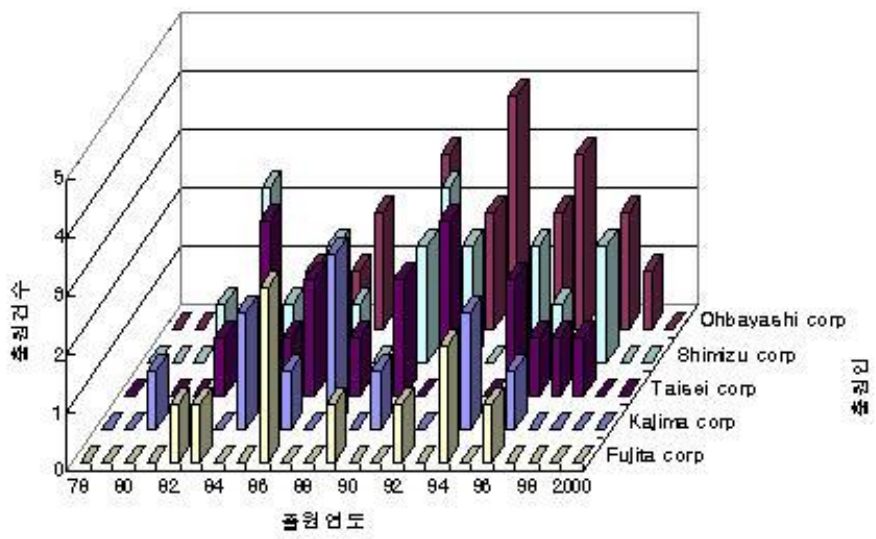 5
4
3
2
1
0
출원건수
78 80 82 84 86 88 90 92 94 96 98 2000
출원연도
Ohbayashi corp
Shimizu corp
Taisei corp
Kajima corp
Fujita corp
출원인